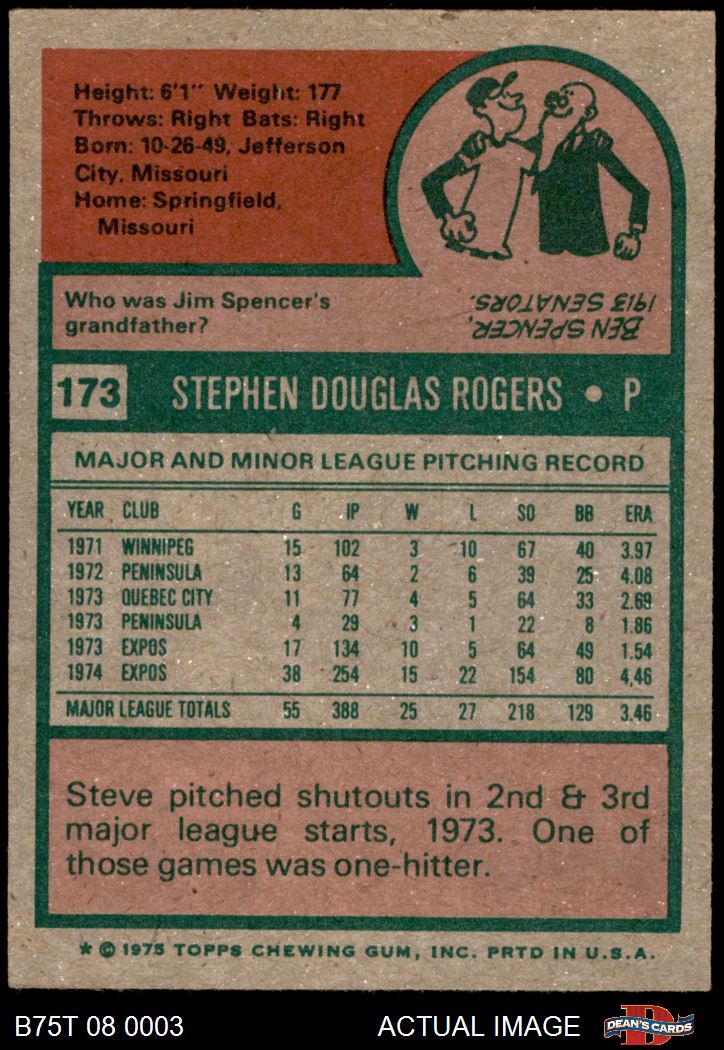 Height: 6'1" Weight: 177
Throws: Right Bats: Right
Born: 10-26-49, Jefferson
City, Missouri
Home: Springfield,
Missouri
Who was Jim Spencer's
grandfather?
BEN SPENCER,
1913 SENATORS.
173 STEPHEN DOUGLAS ROGERS • P
MAJOR AND MINOR LEAGUE PITCHING RECORD
YEAR CLUB G IP W L SO BB ERA
1971 WINNIPEG 15 102 3 10 67 40 3.97
1972 PENINSULA 13 64 2 6 39 25 4.08
1973 QUEBEC CITY 11 77 4 5 64 33 2.69
1973 PENINSULA 4 29 3 1 22 8 1.86
1973 EXPOS 17 134 10 5 64 49 1.54
1974 EXPOS 38 254 15 22 154 80 4,46
MAJOR LEAGUE TOTALS 55 388 25 27 218 129 3.46
Steve pitched shutouts in 2nd & 3rd
major league starts, 1973. One of
those games was one-hitter.
* © 1975 TOPPS CHEWING GUM, INC. PRTD IN U.S.A.
B75T 08 0003 ACTUAL IMAGE D DEAN'S CARDS